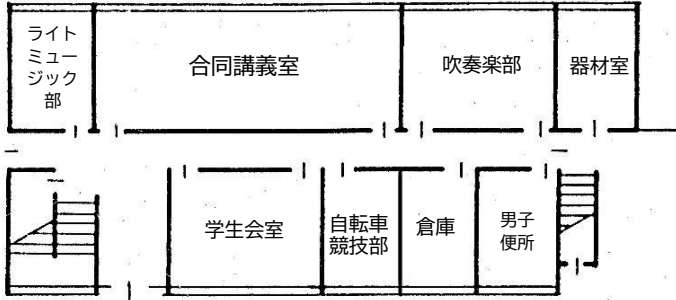 ライト
ミュー
ジック
部
合同講義室
吹奏楽部
器材室
学生会室
自転車
競技部
倉庫
男子
便所